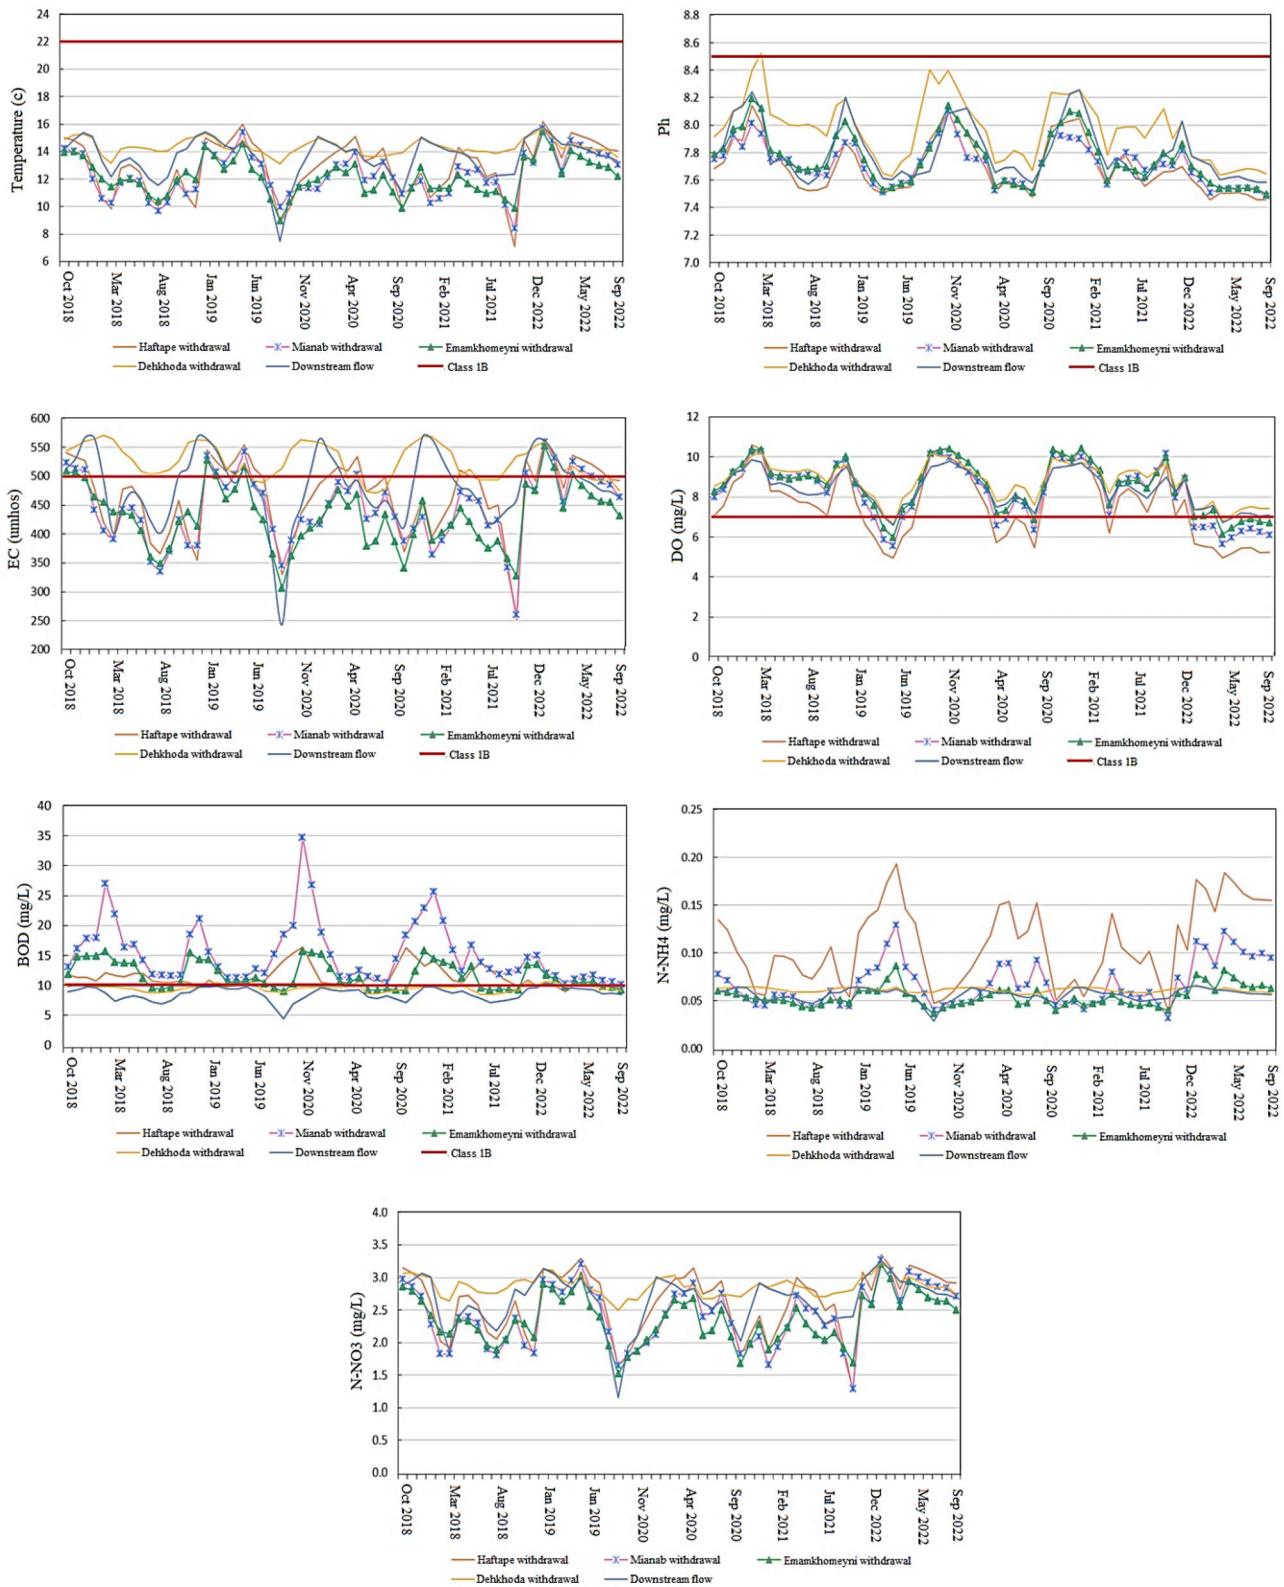 Temperature (c)
24
22
20
18
16
14
12
10
8
6
Oct 2018
Mar 2018
Aug 2018
Jan 2019
Jun 2019
Nov 2020
Apr 2020
Sep 2020
Feb 2021
Jul 2021
Dec 2022
May 2022
Sep 2022
Haftape withdrawal
Mianab withdrawal
Emamkhomeyni withdrawal
Dehkhoda withdrawal
Downstream flow
Class 1B
Ph
8.8
8.6
8.4
8.2
8.0
7.8
7.6
7.4
7.2
7.0
Oct 2018
Mar 2018
Aug 2018
Jan 2019
Jun 2019
Nov 2020
Apr 2020
Sep 2020
Feb 2021
Jul 2021
Dec 2022
May 2022
Sep 2022
Haftape withdrawal
Mianab withdrawal
Emamkhomeyni withdrawal
Dehkhoda withdrawal
Downstream flow
Class 1B
EC (umhos)
600
550
500
450
400
350
300
250
200
Oct 2018
Mar 2018
Aug 2018
Jan 2019
Jun 2019
Nov 2020
Apr 2020
Sep 2020
Feb 2021
Jul 2021
Dec 2022
May 2022
Sep 2022
Haftape withdrawal
Mianab withdrawal
Emamkhomeyni withdrawal
Dehkhoda withdrawal
Downstream flow
Class 1B
DO (mg/L)
12
10
8
6
4
2
0
Oct 2018
Mar 2018
Aug 2018
Jan 2019
Jun 2019
Nov 2020
Apr 2020
Sep 2020
Feb 2021
Jul 2021
Dec 2022
May 2022
Sep 2022
Haftape withdrawal
Mianab withdrawal
Emamkhomeyni withdrawal
Dehkhoda withdrawal
Downstream flow
Class 1B
BOD (mg/L)
40
35
30
25
20
15
10
5
0
Oct 2018
Mar 2018
Aug 2018
Jan 2019
Jun 2019
Nov 2020
Apr 2020
Sep 2020
Feb 2021
Jul 2021
Dec 2022
May 2022
Sep 2022
Haftape withdrawal
Mianab withdrawal
Emamkhomeyni withdrawal
Dehkhoda withdrawal
Downstream flow
Class 1B
N-NH4 (mg/L)
0.25
0.20
0.15
0.10
0.05
0.00
Oct 2018
Mar 2018
Aug 2018
Jan 2019
Jun 2019
Nov 2020
Apr 2020
Sep 2020
Feb 2021
Jul 2021
Dec 2022
May 2022
Sep 2022
Haftape withdrawal
Mianab withdrawal
Emamkhomeyni withdrawal
Dehkhoda withdrawal
Downstream flow
N-NO3 (mg/L)
4.0
3.5
3.0
2.5
2.0
1.5
1.0
0.5
0.0
Oct 2018
Mar 2018
Aug 2018
Jan 2019
Jun 2019
Nov 2020
Apr 2020
Sep 2020
Feb 2021
Jul 2021
Dec 2022
May 2022
Sep 2022
Haftape withdrawal
Mianab withdrawal
Emamkhomeyni withdrawal
Dehkhoda withdrawal
Downstream flow